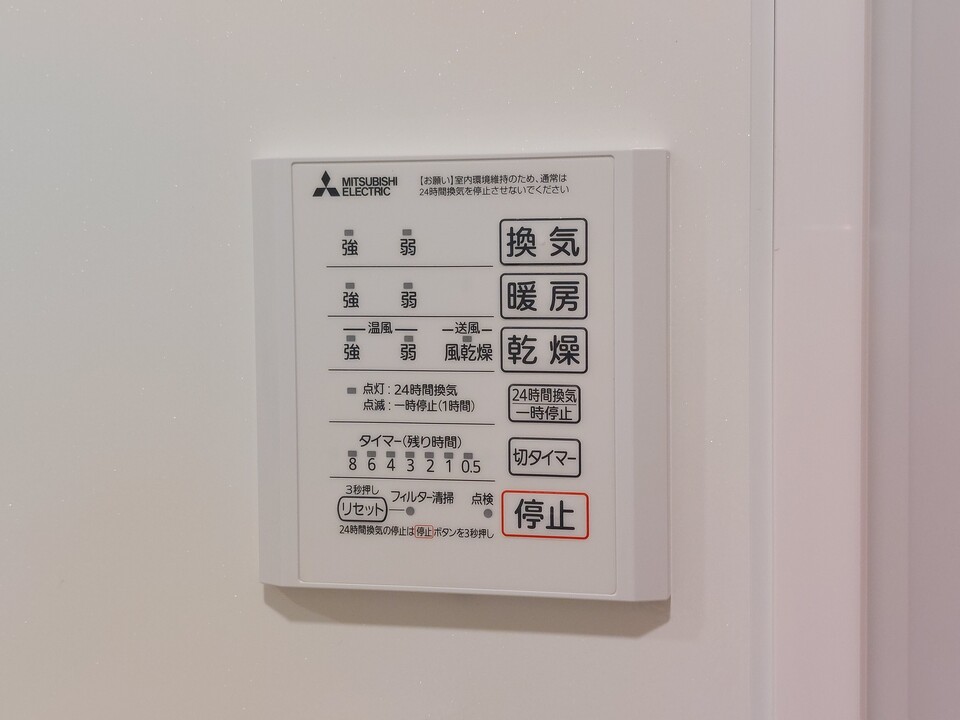 MITSUBISHI
ELECTRIC
【お願い】室内環境維持のため、通常は
24時間換気を停止させないでください
強 弱 換気
強 弱 暖房
温風 送風
強 弱 風乾燥 乾燥
点灯：24時間換気
点滅：一時停止(1時間)
24時間換気
一時停止
タイマー(残り時間)
8 6 4 3 2 1 0.5
切タイマー
3秒押し
リセット フィルター清掃 点検
停止
24時間換気の停止は停止ボタンを3秒押し